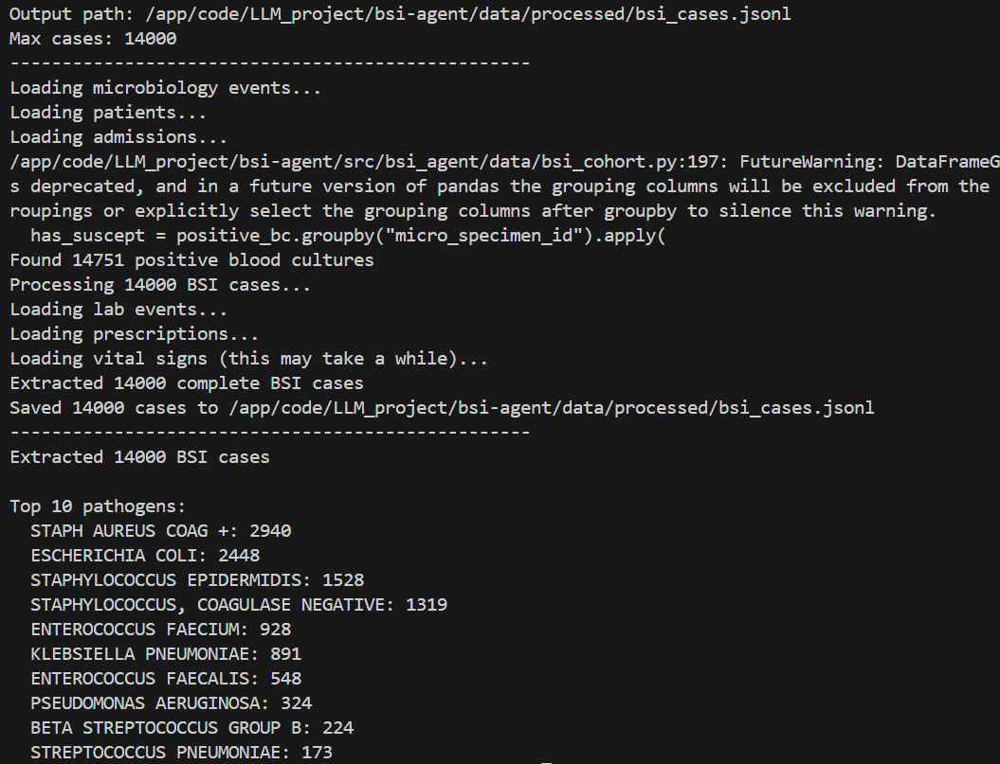 Output path: /app/code/LLM_project/bsi-agent/data/processed/bsi_cases.jsonl
Max cases: 14000
--------------------------------------------------
Loading microbiology events...
Loading patients...
Loading admissions...
/app/code/LLM_project/bsi-agent/src/bsi_agent/data/bsi_cohort.py:197: FutureWarning: DataFrameG
s deprecated, and in a future version of pandas the grouping columns will be excluded from the
roupings or explicitly select the grouping columns after groupby to silence this warning.
  has_suscept = positive_bc.groupby("micro_specimen_id").apply(
Found 14751 positive blood cultures
Processing 14000 BSI cases...
Loading lab events...
Loading prescriptions...
Loading vital signs (this may take a while)...
Extracted 14000 complete BSI cases
Saved 14000 cases to /app/code/LLM_project/bsi-agent/data/processed/bsi_cases.jsonl
--------------------------------------------------
Extracted 14000 BSI cases

Top 10 pathogens:
  STAPH AUREUS COAG +: 2940
  ESCHERICHIA COLI: 2448
  STAPHYLOCOCCUS EPIDERMIDIS: 1528
  STAPHYLOCOCCUS, COAGULASE NEGATIVE: 1319
  ENTEROCOCCUS FAECIUM: 928
  KLEBSIELLA PNEUMONIAE: 891
  ENTEROCOCCUS FAECALIS: 548
  PSEUDOMONAS AERUGINOSA: 324
  BETA STREPTOCOCCUS GROUP B: 224
  STREPTOCOCCUS PNEUMONIAE: 173